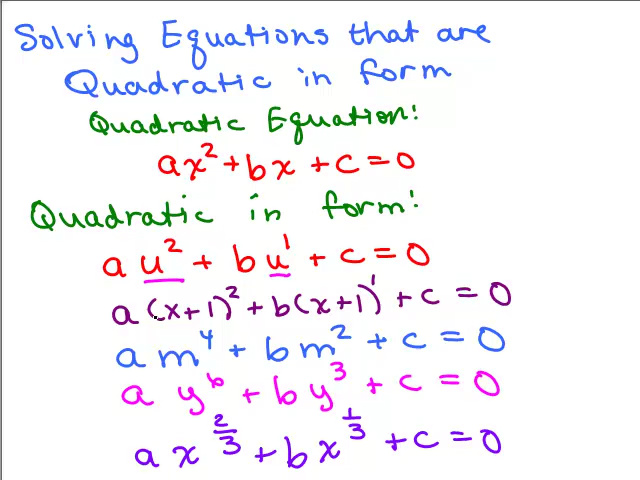 Solving Equations that are
Quadratic in form
Quadratic Equation:
ax² + bx + c = 0
Quadratic in form:
a u² + b u¹ + c = 0
a (x+1)² + b(x+1)¹ + c = 0
a m⁴ + b m² + c = 0
a y⁶ + b y³ + c = 0
a x^(2/3) + b x^(1/3) + c = 0